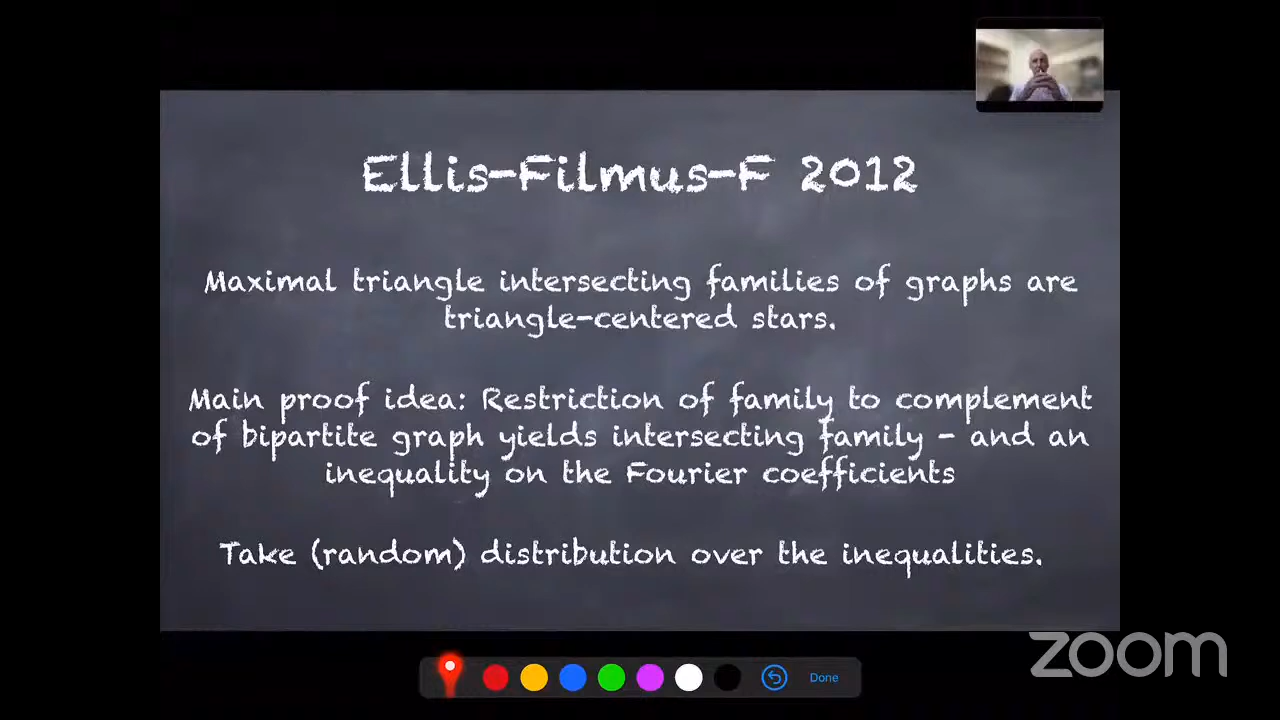 Ellis-Filmus-F 2012
Maximal triangle intersecting families of graphs are
triangle-centered stars.
Main proof idea: Restriction of family to complement
of bipartite graph yields intersecting family - and an
inequality on the Fourier coefficients
Take (random) distribution over the inequalities.
zoom
Done